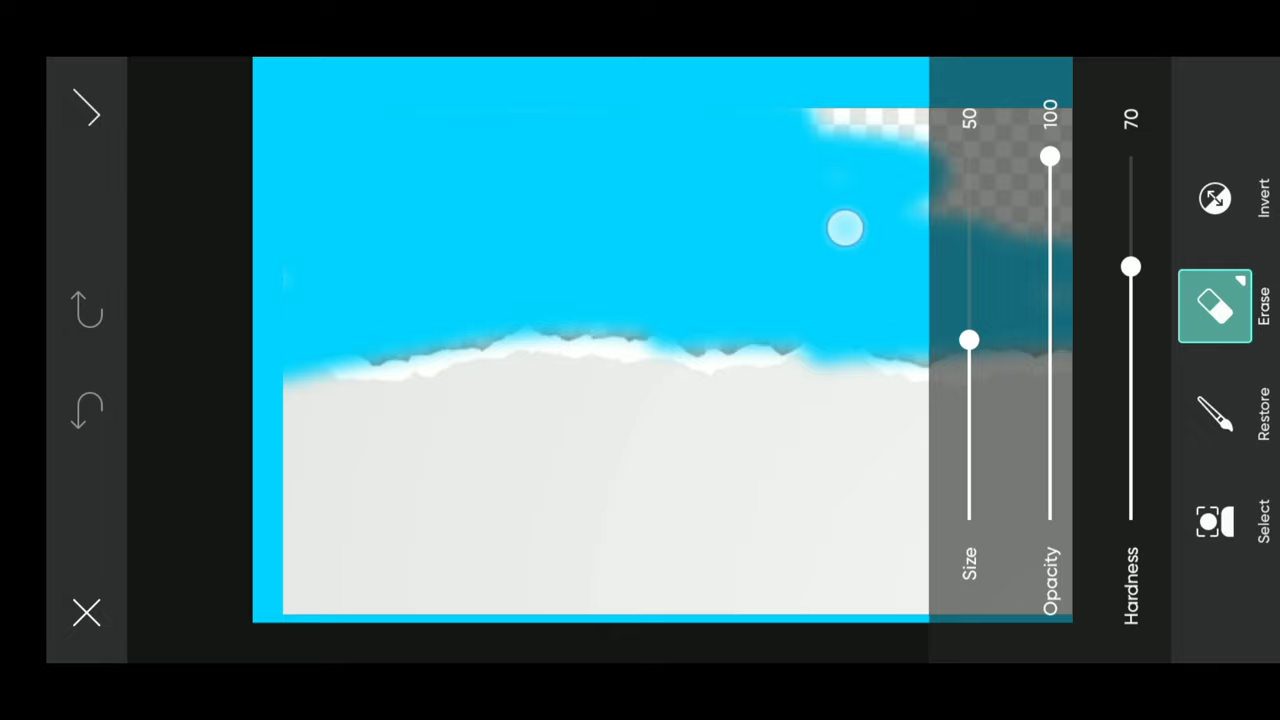 Size 50
Opacity 100
Hardness 70
Select
Restore
Erase
Invert